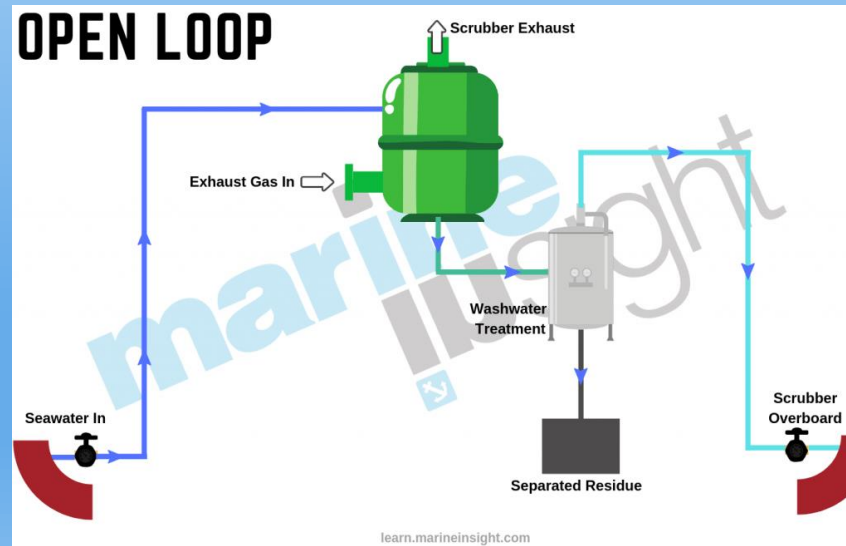 OPEN LOOP
Scrubber Exhaust
Exhaust Gas In
marine
insight
Washwater
Treatment
Seawater In
Scrubber
Overboard
Separated Residue
learn.marineinsight.com